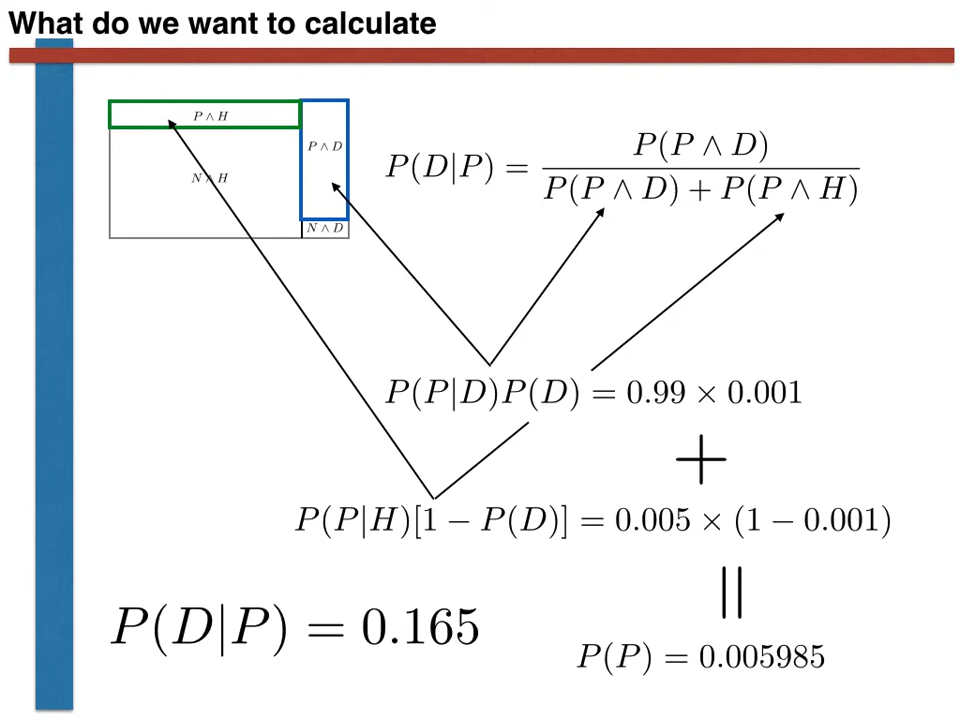 What do we want to calculate
P ∧ H
P ∧ D
N ∧ H
N ∧ D
P(D|P) = P(P ∧ D) / P(P ∧ D) + P(P ∧ H)
P(P|D)P(D) = 0.99 × 0.001
+
P(P|H)[1 − P(D)] = 0.005 × (1 − 0.001)
||
P(D|P) = 0.165
P(P) = 0.005985